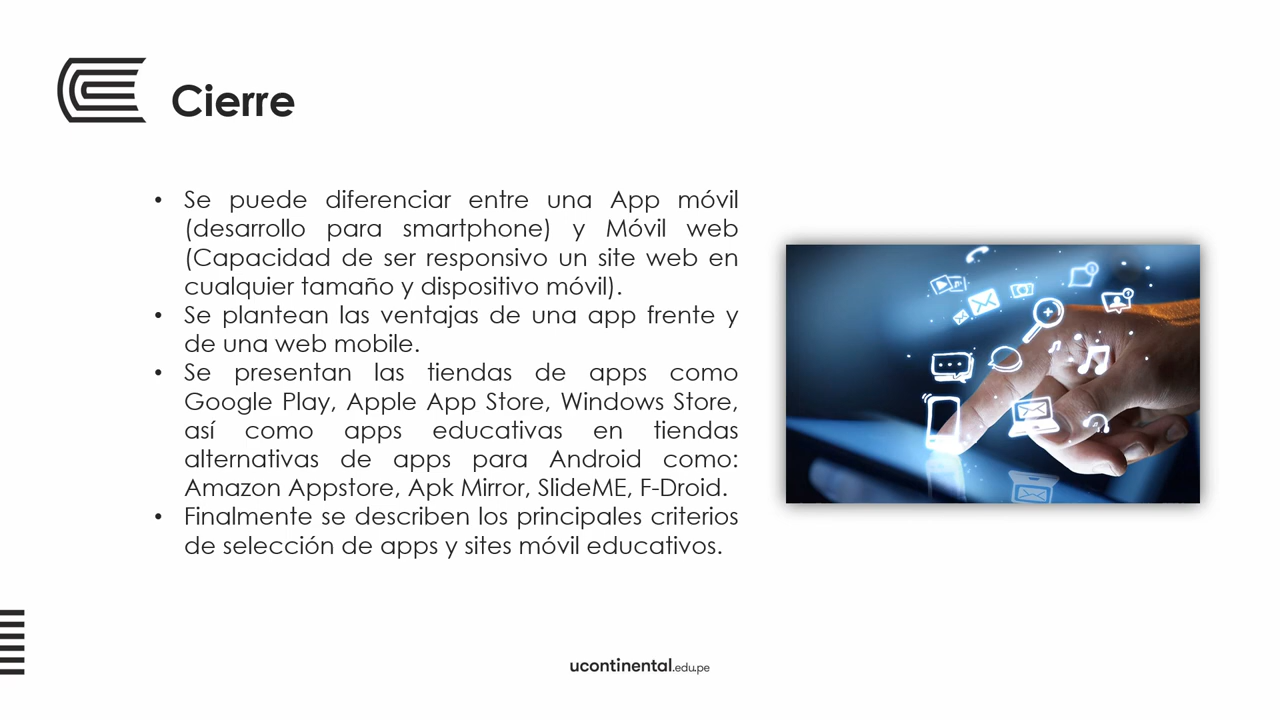 Cierre
• Se puede diferenciar entre una App móvil
(desarrollo para smartphone) y Móvil web
(Capacidad de ser responsivo un site web en
cualquier tamaño y dispositivo móvil).
• Se plantean las ventajas de una app frente y
de una web mobile.
• Se presentan las tiendas de apps como
Google Play, Apple App Store, Windows Store,
así como apps educativas en tiendas
alternativas de apps para Android como:
Amazon Appstore, Apk Mirror, SlideME, F-Droid.
• Finalmente se describen los principales criterios
de selección de apps y sites móvil educativos.
ucontinental.edu.pe